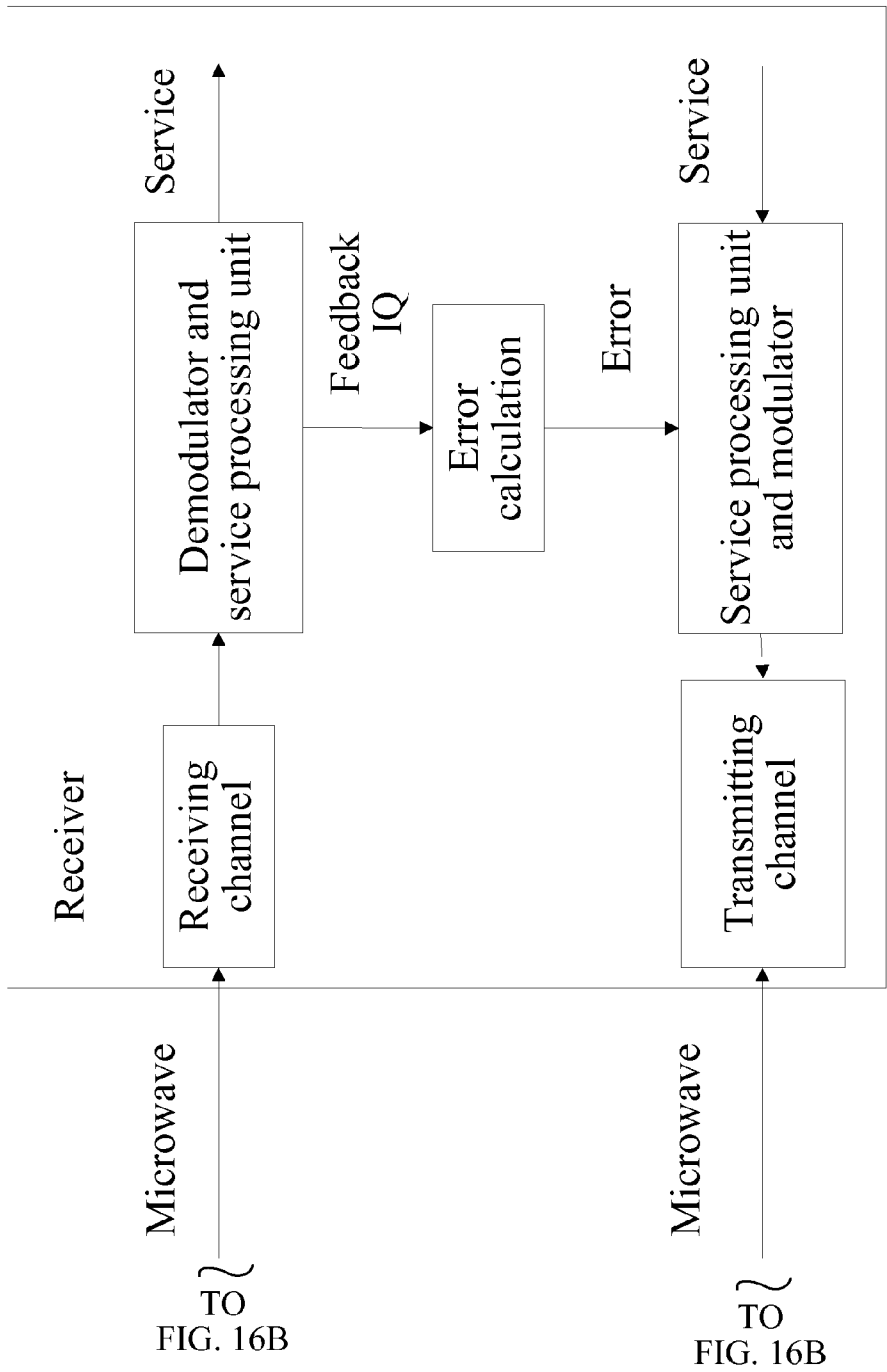 Receiver
Microwave
Receiving
channel
Demodulator and
service processing unit
Service
Feedback
IQ
Error
calculation
Error
Microwave
Transmitting
channel
Service processing unit
and modulator
Service
TO
FIG. 16B
TO
FIG. 16B